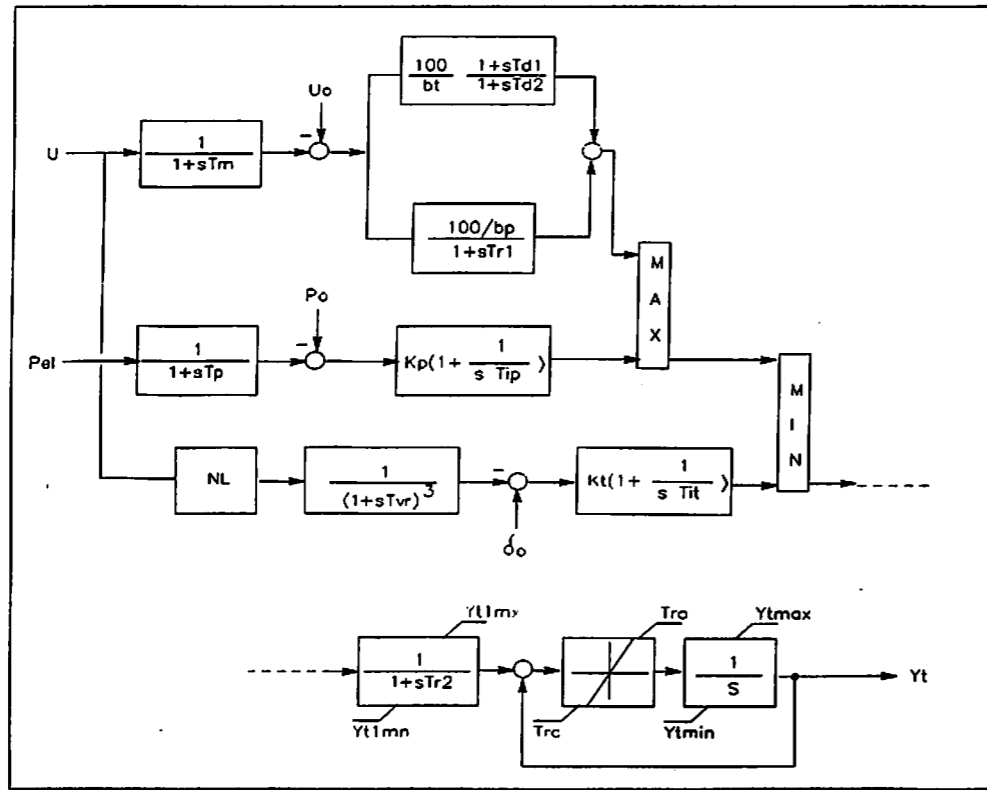 100 1+sTd1
bt 1+sTd2
Uo
–
U
1
1+sTm
100/bp
1+sTr1
M
A
X
Po
–
Pel
1
1+sTp
Kp(1+ 1
s Tip )
M
I
N
NL
1
(1+sTvr)3
–
Kt(1+ 1
s Tit )
δo
Yt1mx
Tro
Ytmax
1
1+sTr2
1
S
Yt
Yt1mn
Trc
Ytmin